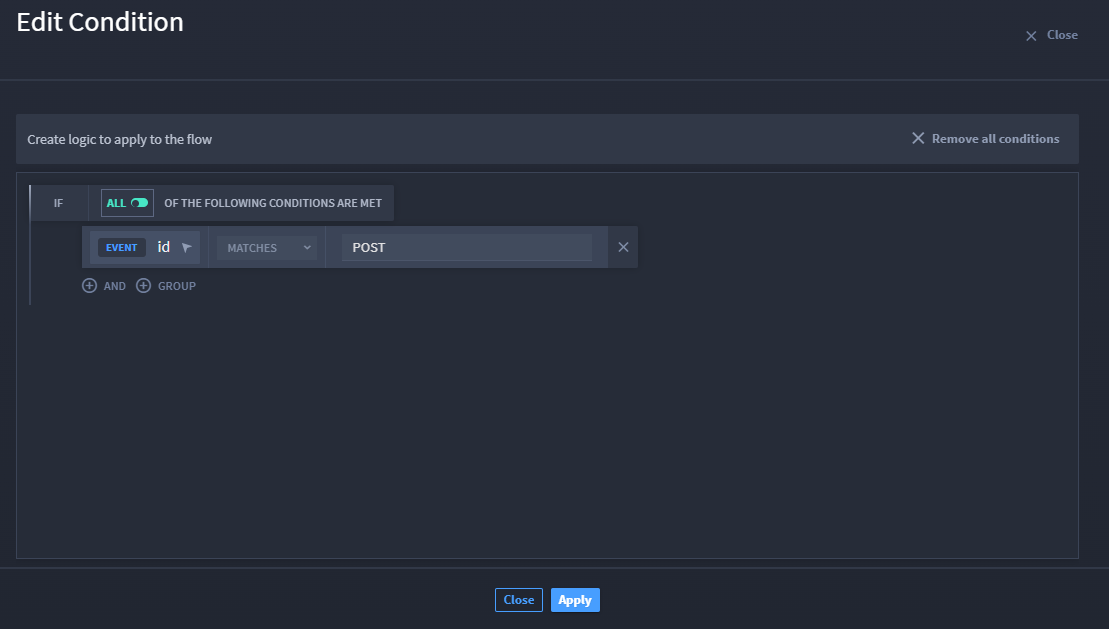 Edit Condition
Close
Create logic to apply to the flow
Remove all conditions
IF ALL OF THE FOLLOWING CONDITIONS ARE MET
EVENT id MATCHES POST
AND GROUP
Close Apply